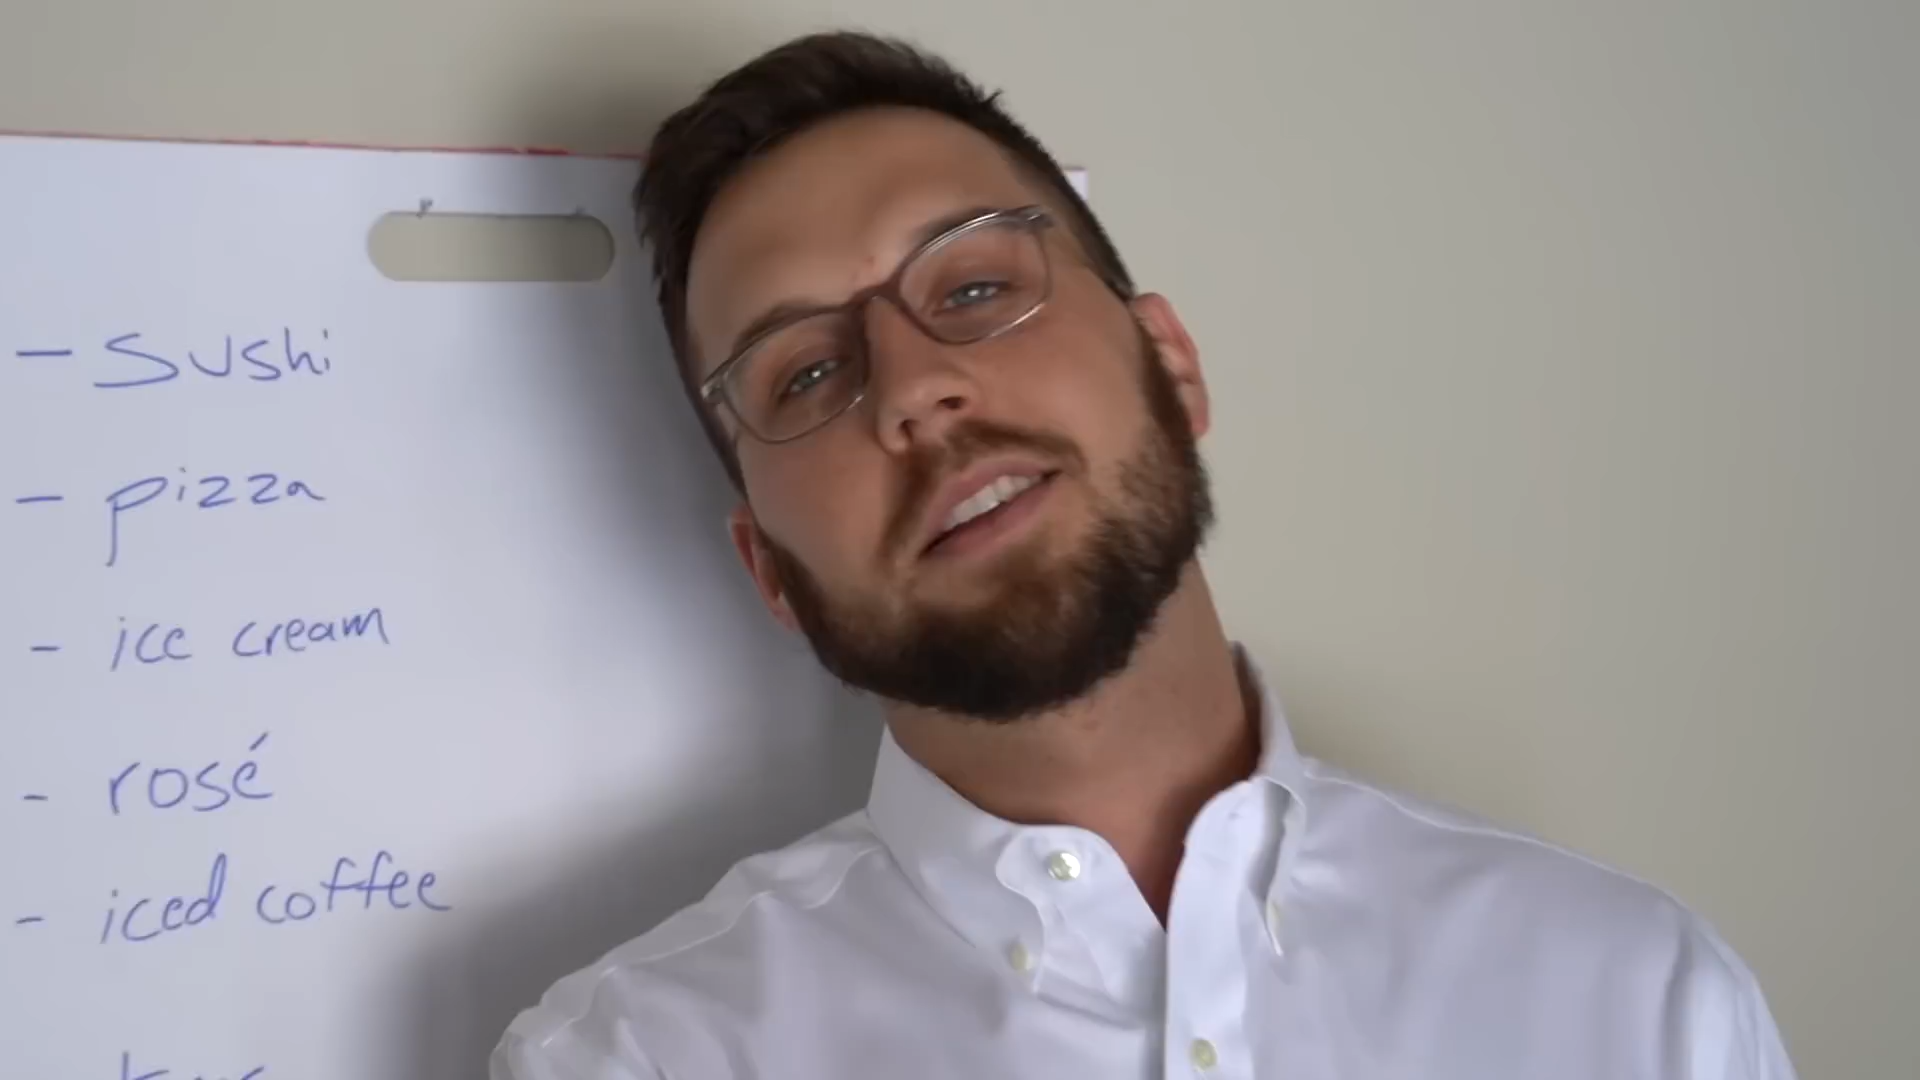 - Sushi
- pizza
- ice cream
- rosé
- iced coffee